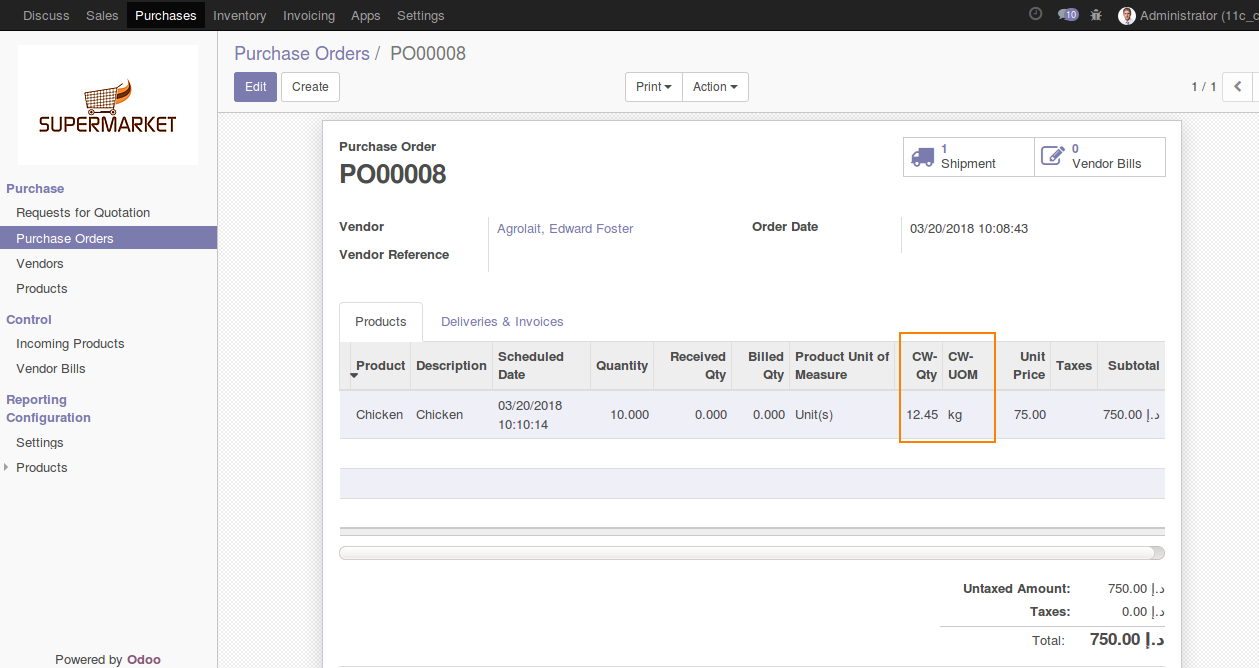 Discuss Sales Purchases Inventory Invoicing Apps Settings 10 Administrator (11c_d
SUPERMARKET
Purchase
Requests for Quotation
Purchase Orders
Vendors
Products
Control
Incoming Products
Vendor Bills
Reporting
Configuration
Settings
Products
Powered by Odoo
Purchase Orders / PO00008
Edit Create Print Action 1 / 1
Purchase Order
PO00008
1
Shipment
0
Vendor Bills
Vendor Agrolait, Edward Foster Order Date 03/20/2018 10:08:43
Vendor Reference
Products Deliveries & Invoices
Product Description Scheduled Date Quantity Received Qty Billed Qty Product Unit of Measure CW-Qty CW-UOM Unit Price Taxes Subtotal
Chicken Chicken 03/20/2018 10:10:14 10.000 0.000 0.000 Unit(s) 12.45 kg 75.00 750.00 د.إ
Untaxed Amount: 750.00 د.إ
Taxes: 0.00 د.إ
Total: 750.00 د.إ